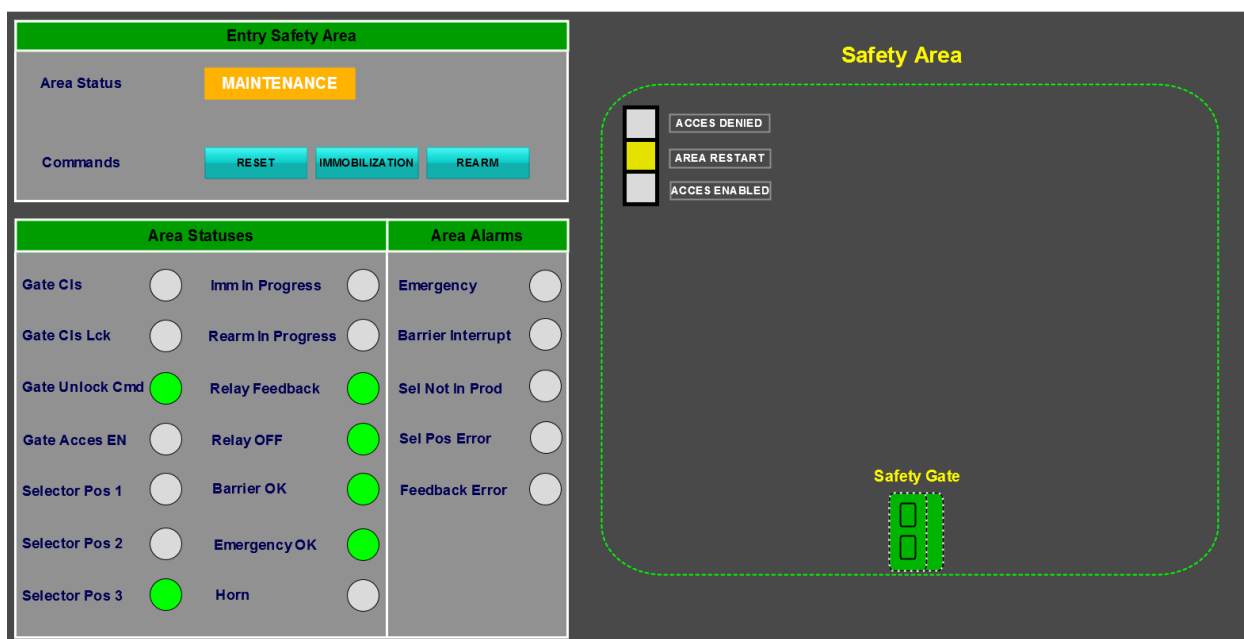 Entry Safety Area
Area Status
MAINTENANCE
Commands
RESET
IMMOBILIZATION
REARM
Area Statuses
Area Alarms
Gate Cls
Imm In Progress
Emergency
Gate Cls Lck
Rearm In Progress
Barrier Interrupt
Gate Unlock Cmd
Relay Feedback
Sel Not In Prod
Gate Acces EN
Relay OFF
Sel Pos Error
Selector Pos 1
Barrier OK
Feedback Error
Selector Pos 2
Emergency OK
Selector Pos 3
Horn
Safety Area
ACCES DENIED
AREA RESTART
ACCES ENABLED
Safety Gate